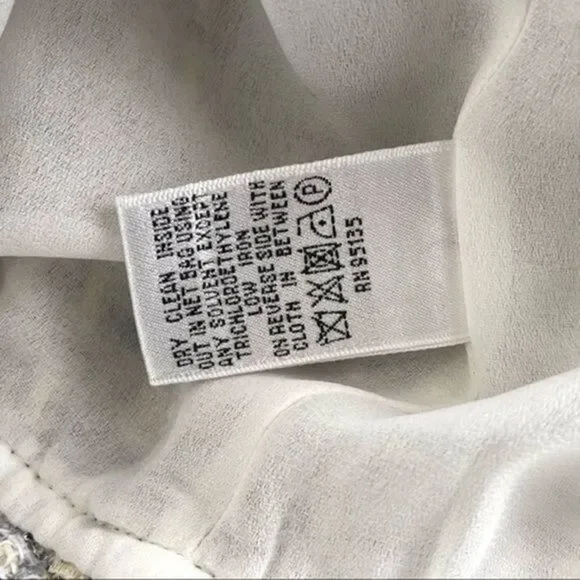 DRY CLEAN INSIDE
OUT IN NET BAG USING
ANY SOLVENT EXCEPT
TRICHLOROETHYLENE
LOW IRON
ON REVERSE SIDE WITH
CLOTH IN BETWEEN
P
RN 95135